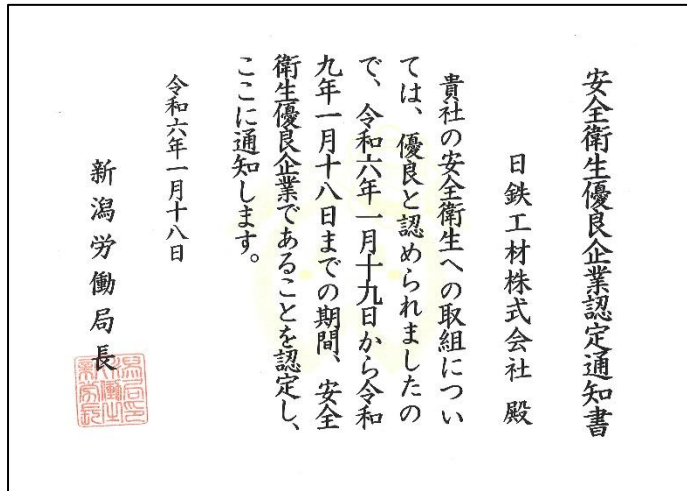 安全衛生優良企業認定通知書
日鉄工材株式会社 殿
貴社の安全衛生への取組につい
ては、優良と認められましたの
で、令和六年一月十九日から令和
九年一月十八日までの期間、安全
衛生優良企業であることを認定し、
ここに通知します。
令和六年一月十八日
新潟労働局長